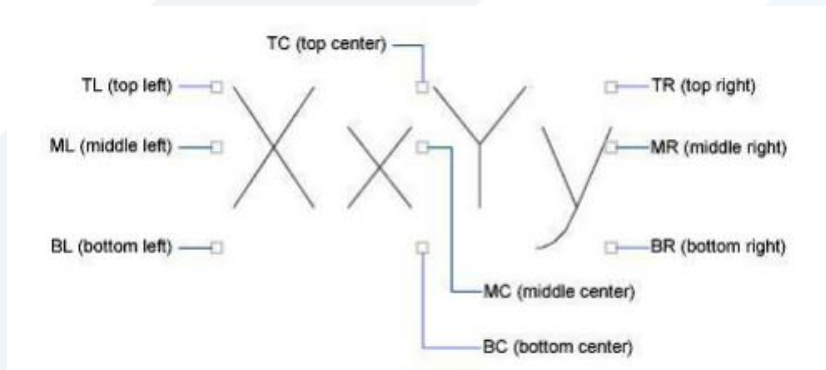 TC (top center)
TL (top left)
TR (top right)
X x Y y
ML (middle left)
MR (middle right)
BL (bottom left)
BR (bottom right)
MC (middle center)
BC (bottom center)